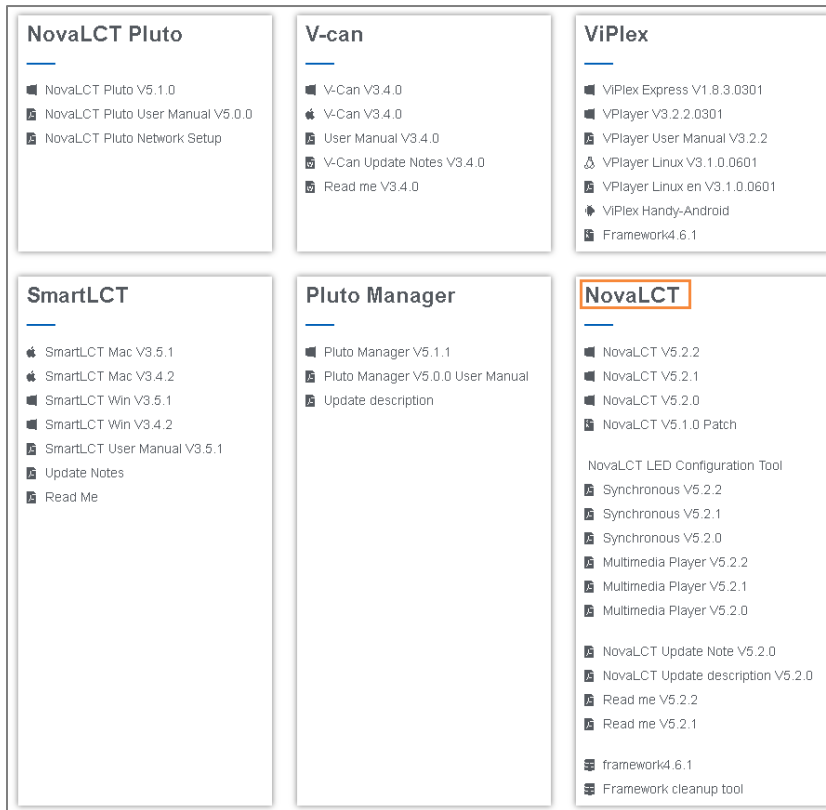 NovaLCT Pluto
NovaLCT Pluto V5.1.0
NovaLCT Pluto User Manual V5.0.0
NovaLCT Pluto Network Setup
V-can
V-Can V3.4.0
V-Can V3.4.0
User Manual V3.4.0
V-Can Update Notes V3.4.0
Read me V3.4.0
ViPlex
ViPlex Express V1.8.3.0301
VPlayer V3.2.2.0301
VPlayer User Manual V3.2.2
VPlayer Linux V3.1.0.0601
VPlayer Linux en V3.1.0.0601
ViPlex Handy-Android
Framework4.6.1
SmartLCT
SmartLCT Mac V3.5.1
SmartLCT Mac V3.4.2
SmartLCT Win V3.5.1
SmartLCT Win V3.4.2
SmartLCT User Manual V3.5.1
Update Notes
Read Me
Pluto Manager
Pluto Manager V5.1.1
Pluto Manager V5.0.0 User Manual
Update description
NovaLCT
NovaLCT V5.2.2
NovaLCT V5.2.1
NovaLCT V5.2.0
NovaLCT V5.1.0 Patch
NovaLCT LED Configuration Tool
Synchronous V5.2.2
Synchronous V5.2.1
Synchronous V5.2.0
Multimedia Player V5.2.2
Multimedia Player V5.2.1
Multimedia Player V5.2.0
NovaLCT Update Note V5.2.0
NovaLCT Update description V5.2.0
Read me V5.2.2
Read me V5.2.1
framework4.6.1
Framework cleanup tool